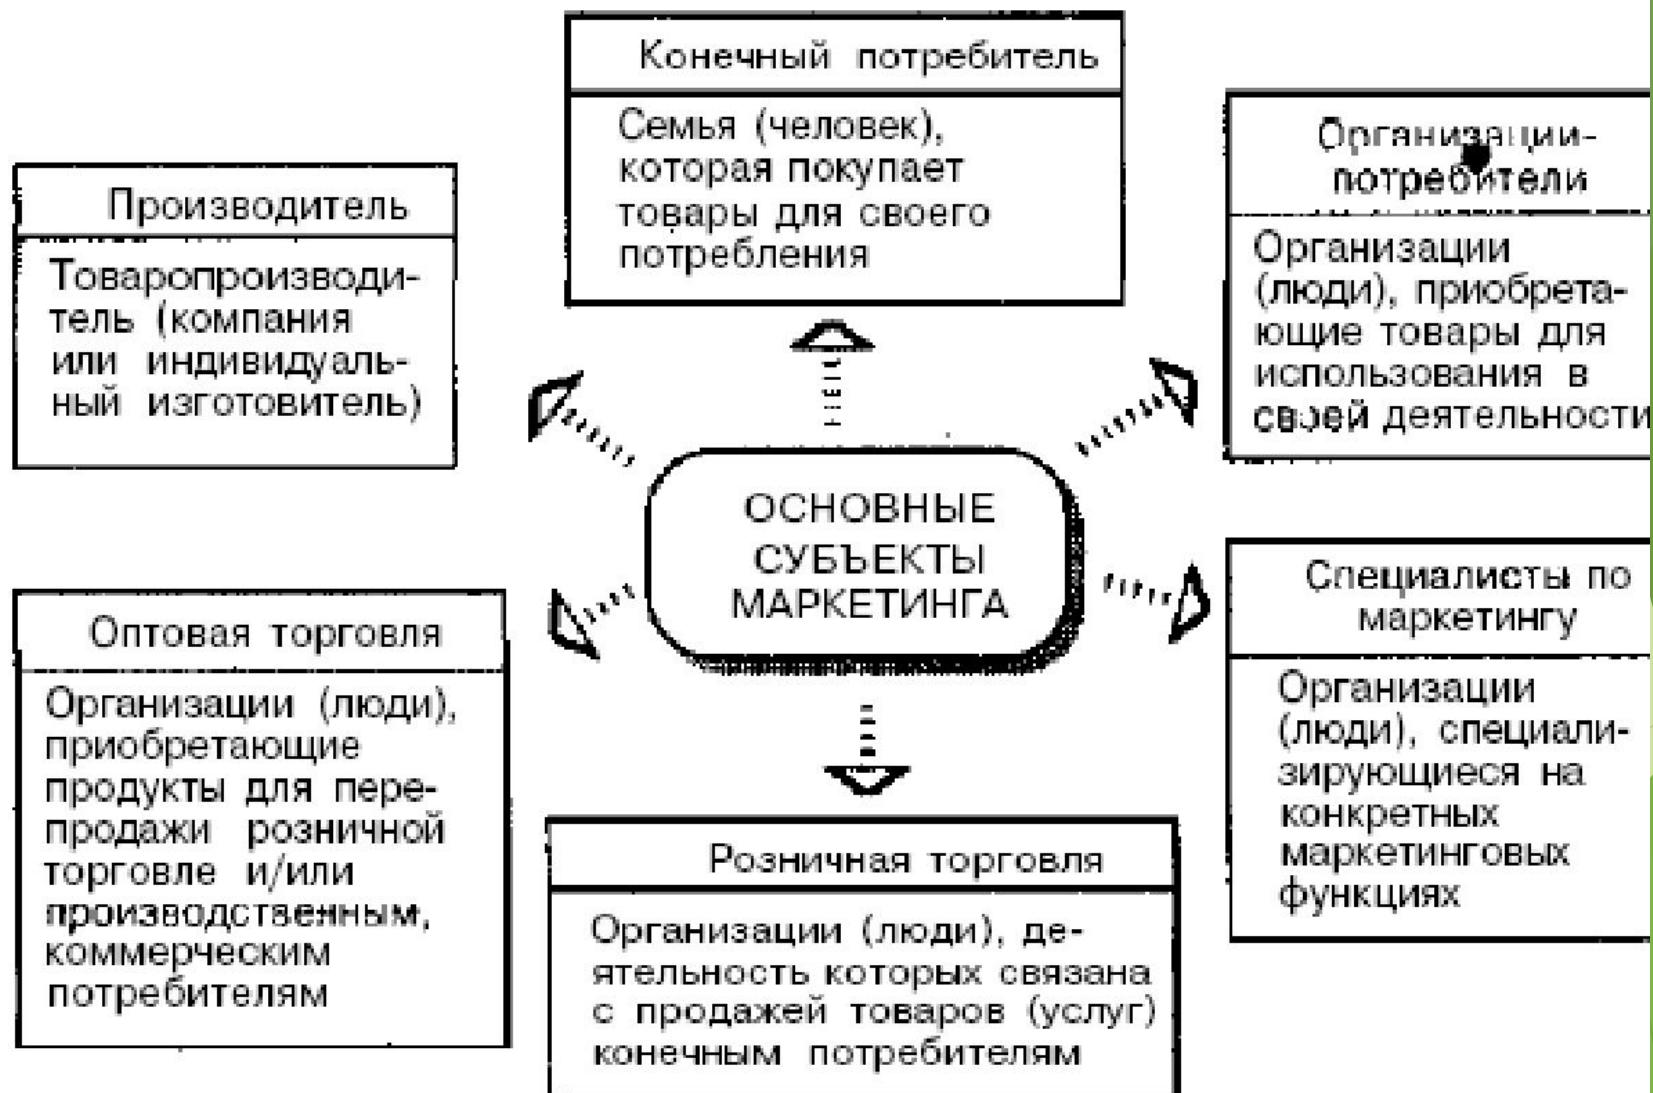 Конечный потребитель
Семья (человек),
которая покупает
товары для своего
потребления
Организации-
потребители
Организации
(люди), приобрета-
ющие товары для
использования в
своей деятельности
Производитель
Товаропроизводи-
тель (компания
или индивидуаль-
ный изготовитель)
ОСНОВНЫЕ
СУБЪЕКТЫ
МАРКЕТИНГА
Оптовая торговля
Организации (люди),
приобретающие
продукты для пере-
продажи розничной
торговле и/или
производственным,
коммерческим
потребителям
Специалисты по
маркетингу
Организации
(люди), специали-
зирующиеся на
конкретных
маркетинговых
функциях
Розничная торговля
Организации (люди), де-
ятельность которых связана
с продажей товаров (услуг)
конечным потребителям